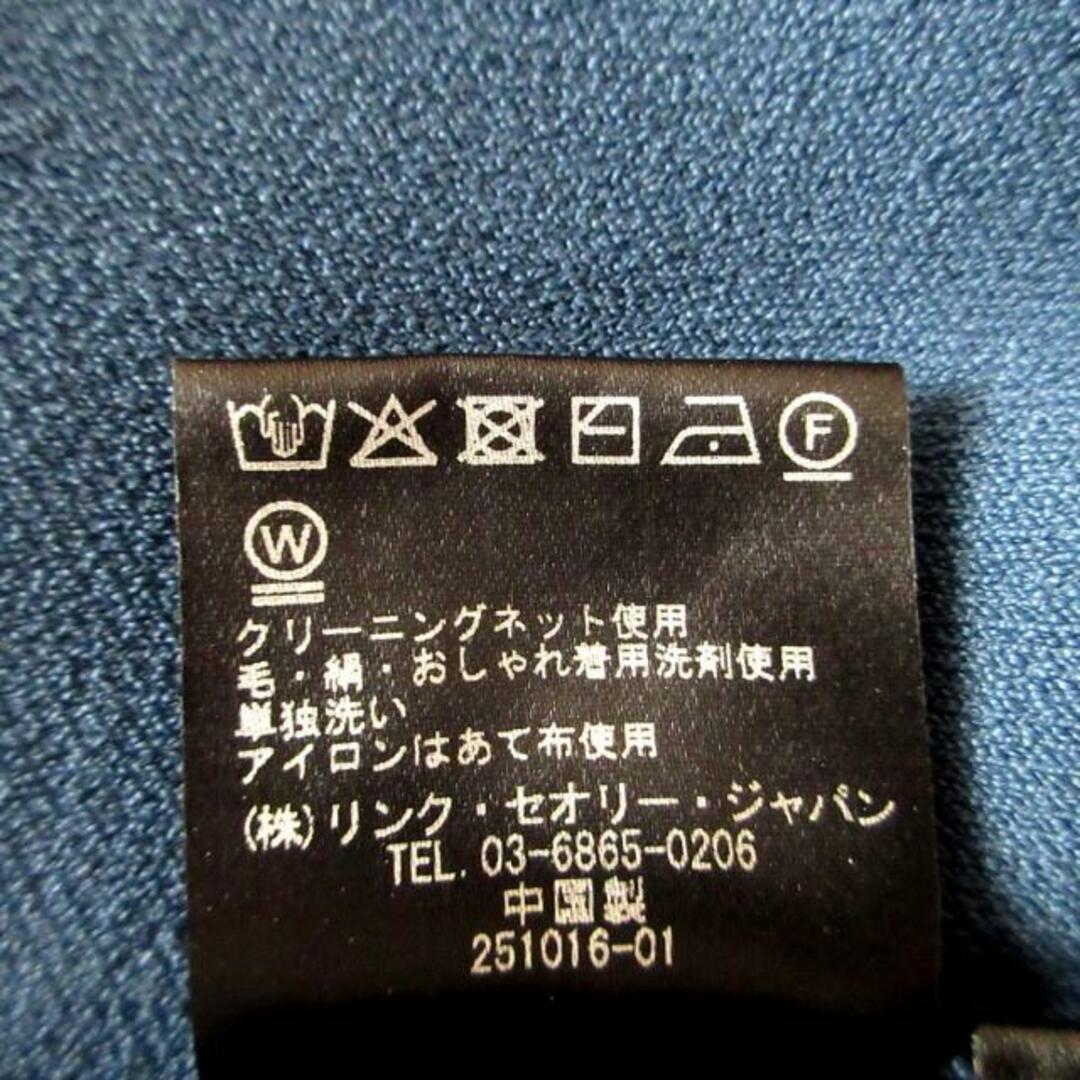 F
W
クリーニングネット使用
毛・絹・おしゃれ着用洗剤使用
単独洗い
アイロンはあて布使用
(株)リンク・セオリー・ジャパン
TEL. 03-6865-0206
中国製
251016-01